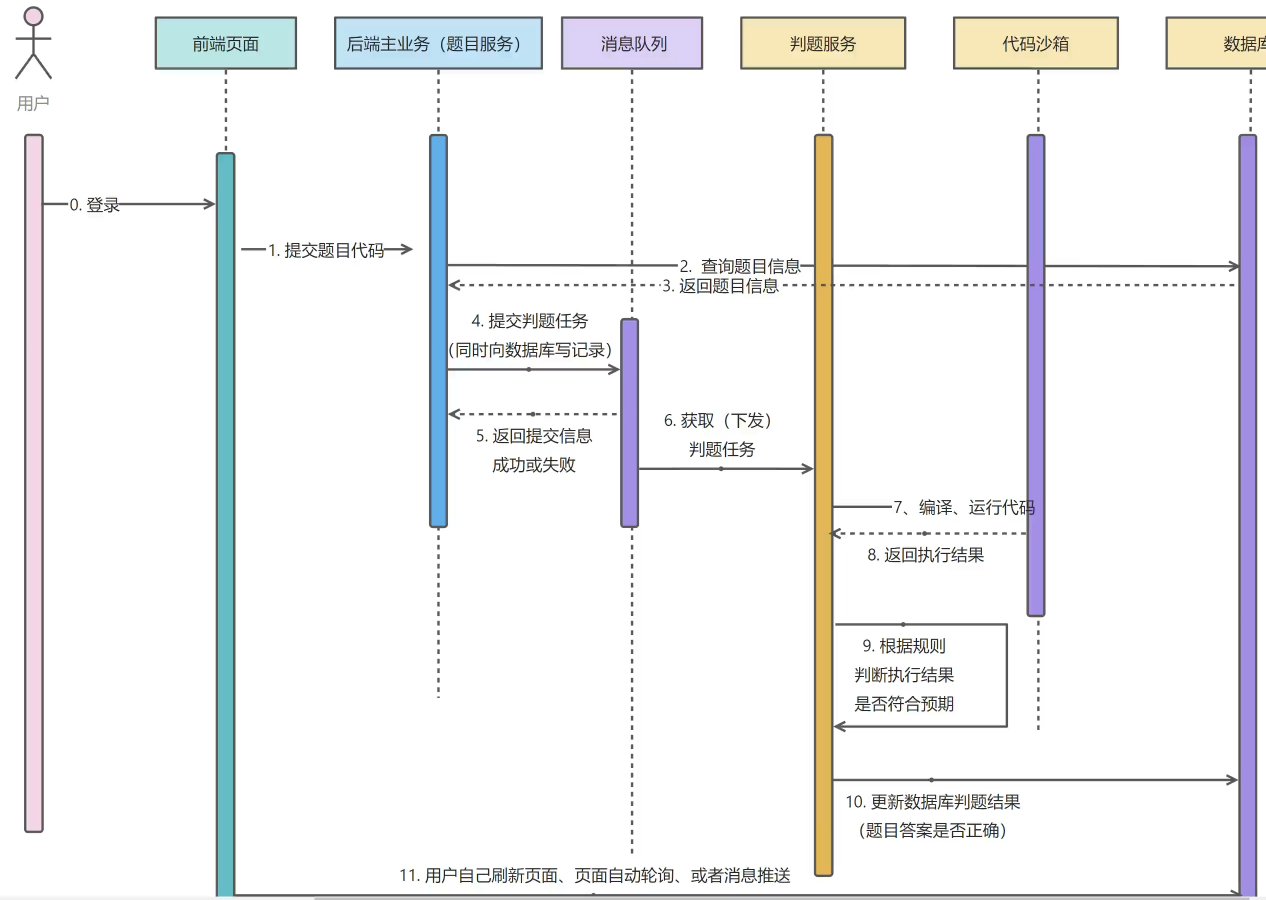 前端页面
后端主业务（题目服务）
消息队列
判题服务
代码沙箱
数据库
用户
0. 登录
1. 提交题目代码
2. 查询题目信息
3. 返回题目信息
4. 提交判题任务
（同时向数据库写记录）
5. 返回提交信息
成功或失败
6. 获取（下发）
判题任务
7、编译、运行代码
8. 返回执行结果
9. 根据规则
判断执行结果
是否符合预期
10. 更新数据库判题结果
（题目答案是否正确）
11. 用户自己刷新页面、页面自动轮询、或者消息推送